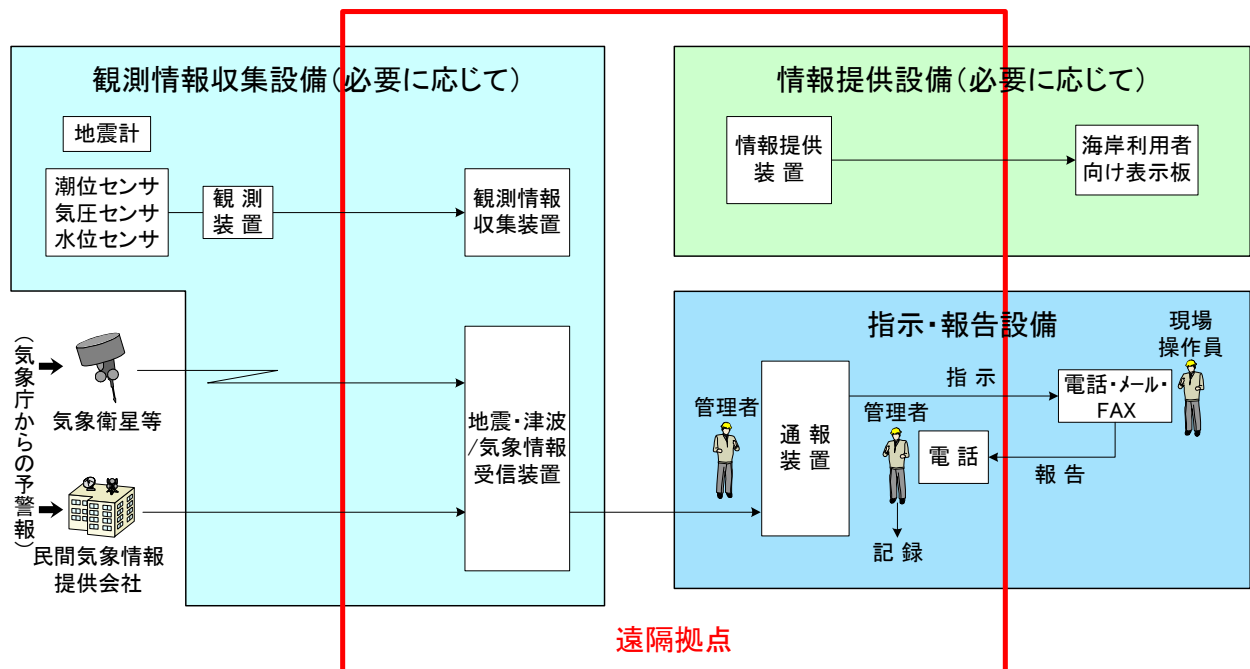 観測情報収集設備(必要に応じて)
地震計
潮位センサ
気圧センサ
水位センサ
観 測
装 置
観測情報
収集装置
情報提供設備(必要に応じて)
情報提供
装 置
海岸利用者
向け表示板
(気象庁からの予警報)
気象衛星等
民間気象情報
提供会社
地震・津波
/気象情報
受信装置
指示・報告設備
管理者
通 報
装 置
指 示
管理者
電 話
記 録
現場
操作員
電話・メール・
FAX
報 告
遠隔拠点